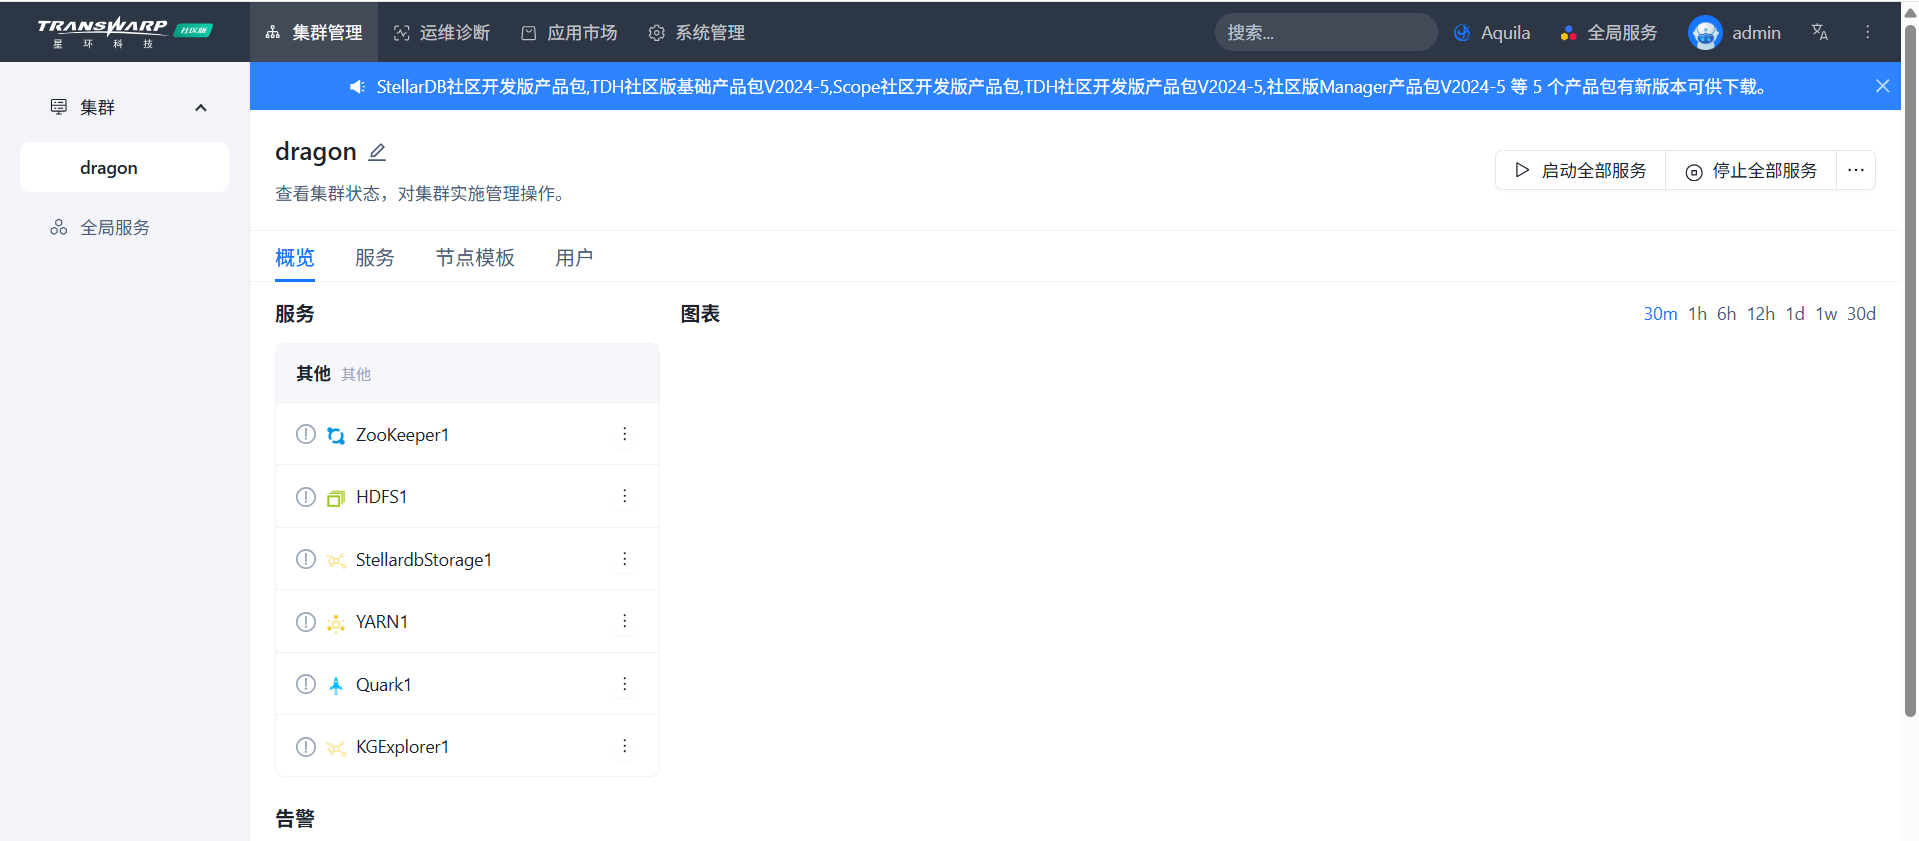 TRANSWARP 社区版
星环科技
集群管理
运维诊断
应用市场
系统管理
搜索...
Aquila
全局服务
admin
StellarDB社区开发版产品包,TDH社区版基础产品包V2024-5,Scope社区开发版产品包,TDH社区开发版产品包V2024-5,社区版Manager产品包V2024-5 等 5 个产品包有新版本可供下载。
集群
dragon
全局服务
dragon
查看集群状态，对集群实施管理操作。
启动全部服务
停止全部服务
概览
服务
节点模板
用户
服务
图表
30m 1h 6h 12h 1d 1w 30d
其他 其他
ZooKeeper1
HDFS1
StellardbStorage1
YARN1
Quark1
KGExplorer1
告警